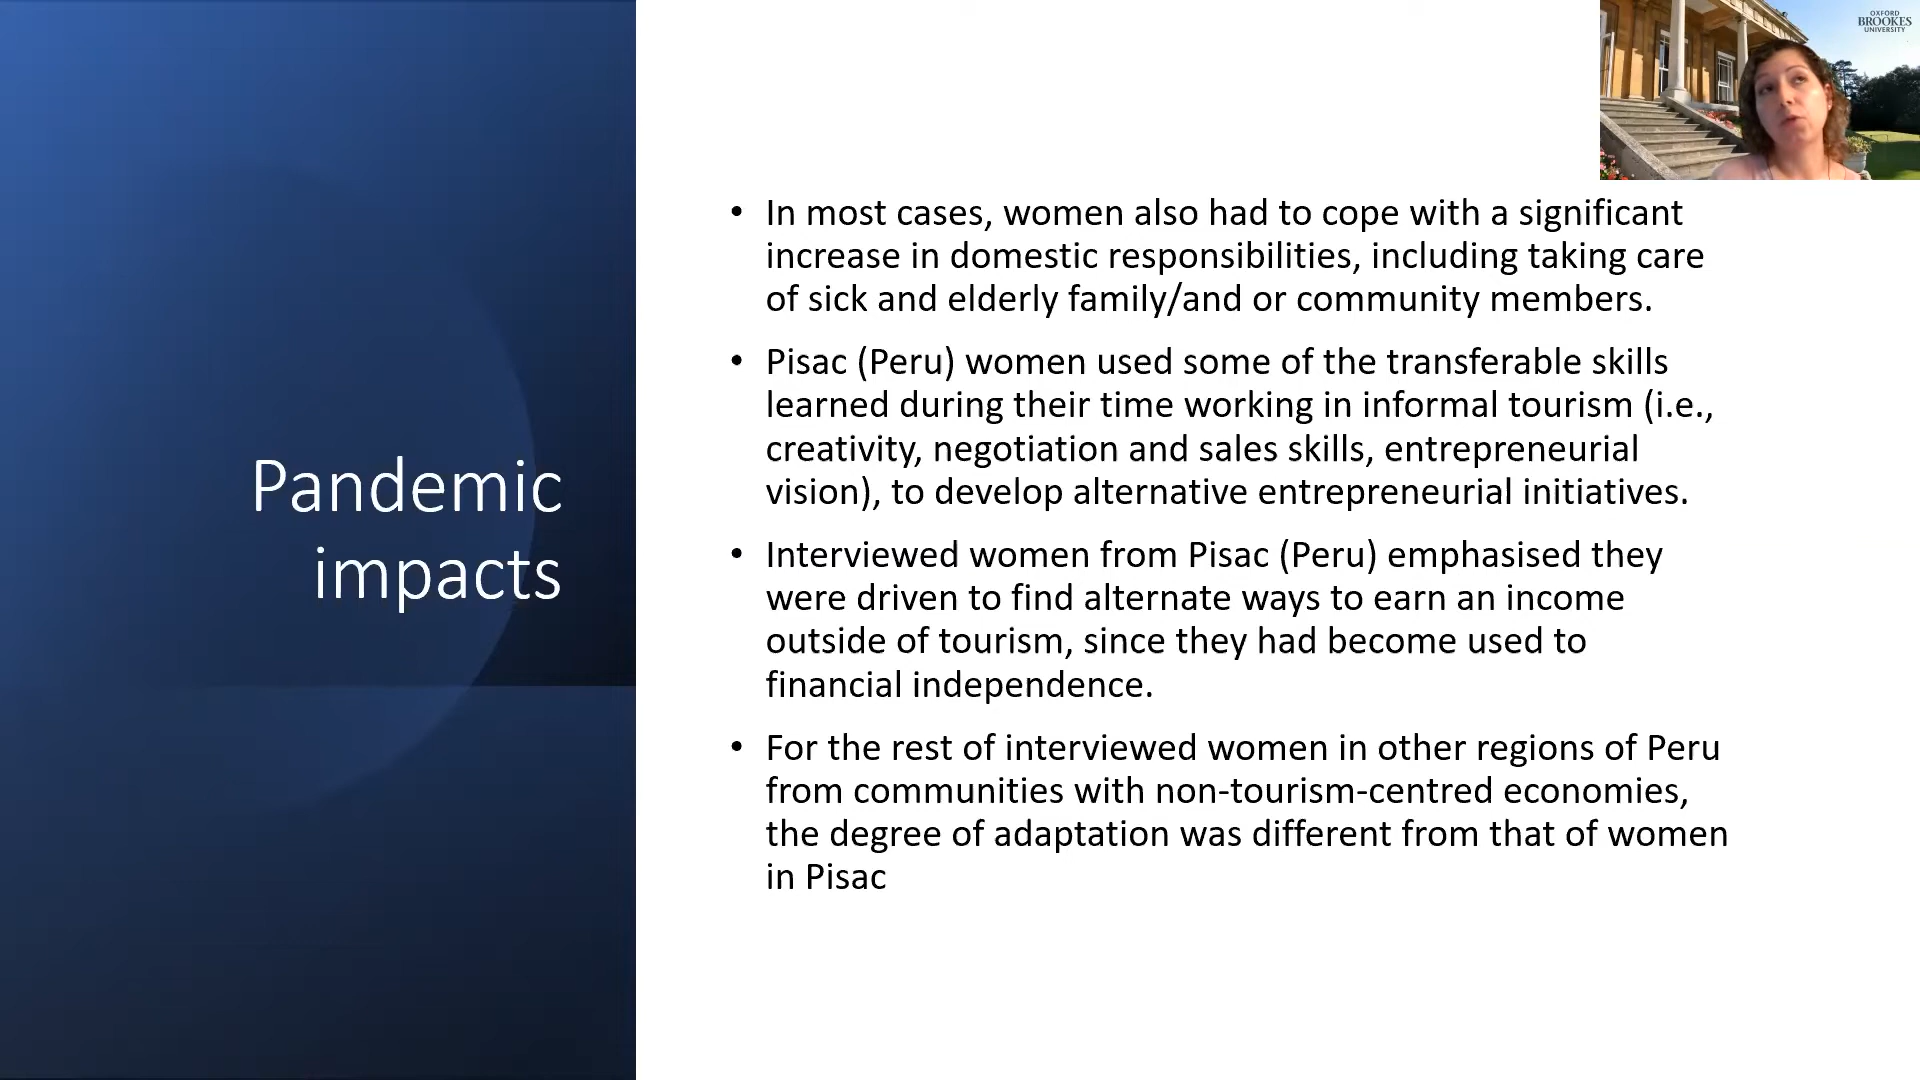 OXFORD
BROOKES
UNIVERSITY
Pandemic
impacts
• In most cases, women also had to cope with a significant
increase in domestic responsibilities, including taking care
of sick and elderly family/and or community members.
• Pisac (Peru) women used some of the transferable skills
learned during their time working in informal tourism (i.e.,
creativity, negotiation and sales skills, entrepreneurial
vision), to develop alternative entrepreneurial initiatives.
• Interviewed women from Pisac (Peru) emphasised they
were driven to find alternate ways to earn an income
outside of tourism, since they had become used to
financial independence.
• For the rest of interviewed women in other regions of Peru
from communities with non-tourism-centred economies,
the degree of adaptation was different from that of women
in Pisac